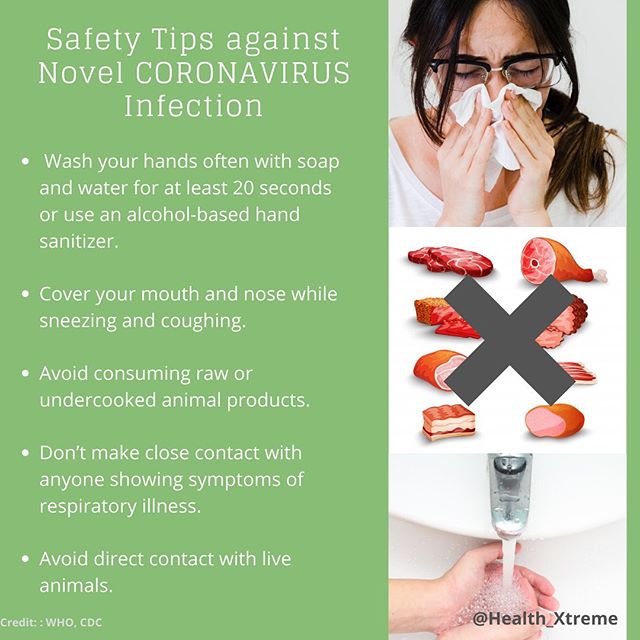 Safety Tips against
Novel CORONAVIRUS
Infection
• Wash your hands often with soap
and water for at least 20 seconds
or use an alcohol-based hand
sanitizer.
• Cover your mouth and nose while
sneezing and coughing.
• Avoid consuming raw or
undercooked animal products.
• Don’t make close contact with
anyone showing symptoms of
respiratory illness.
• Avoid direct contact with live
animals.
Credit: : WHO, CDC
@Health_Xtreme